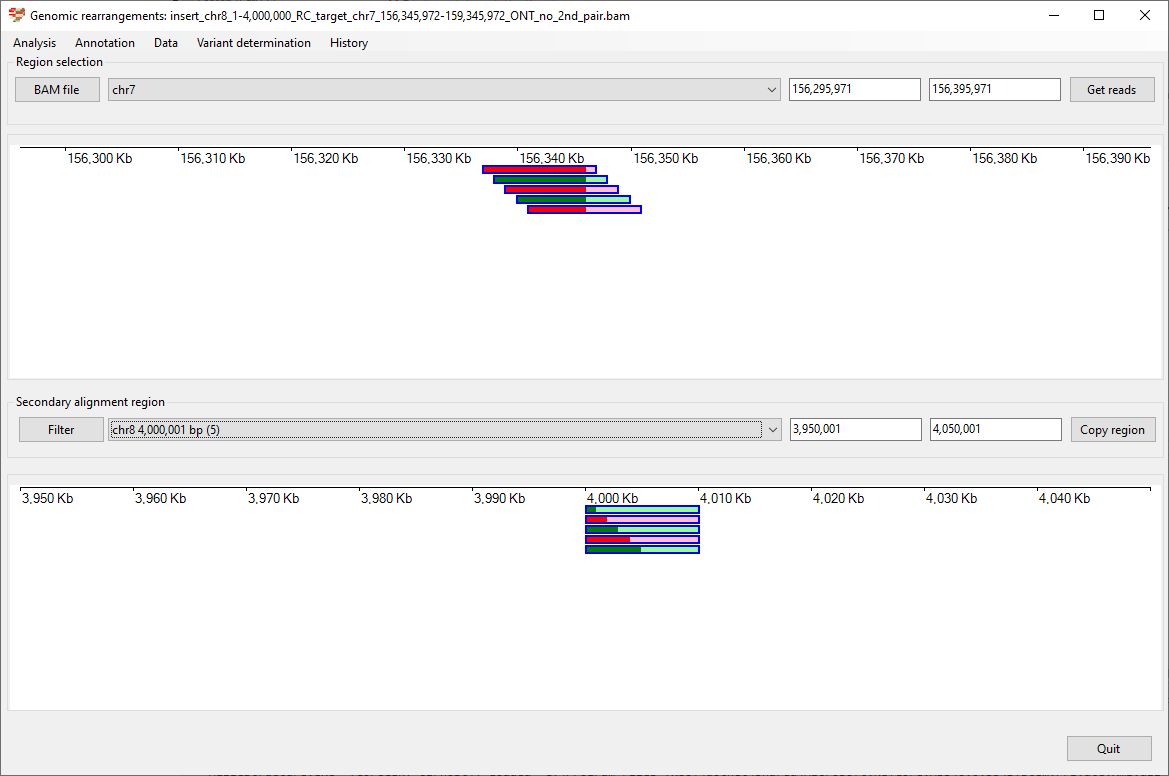 Genomic rearrangements: insert_chr8_1-4,000,000_RC_target_chr7_156,345,972-159,345,972_ONT_no_2nd_pair.bam
Analysis Annotation Data Variant determination History
Region selection
BAM file chr7 156,295,971 156,395,971 Get reads
156,300 Kb 156,310 Kb 156,320 Kb 156,330 Kb 156,340 Kb 156,350 Kb 156,360 Kb 156,370 Kb 156,380 Kb 156,390 Kb
Secondary alignment region
Filter chr8 4,000,001 bp (5) 3,950,001 4,050,001 Copy region
3,950 Kb 3,960 Kb 3,970 Kb 3,980 Kb 3,990 Kb 4,000 Kb 4,010 Kb 4,020 Kb 4,030 Kb 4,040 Kb
Quit